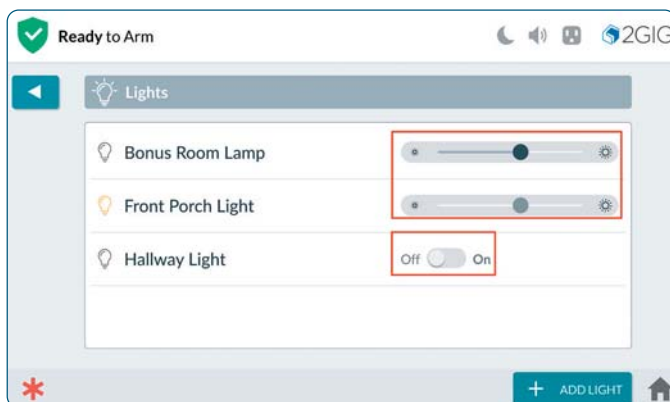 Ready to Arm
2GIG
Lights
Bonus Room Lamp
Front Porch Light
Hallway Light
Off
On
+ ADD LIGHT